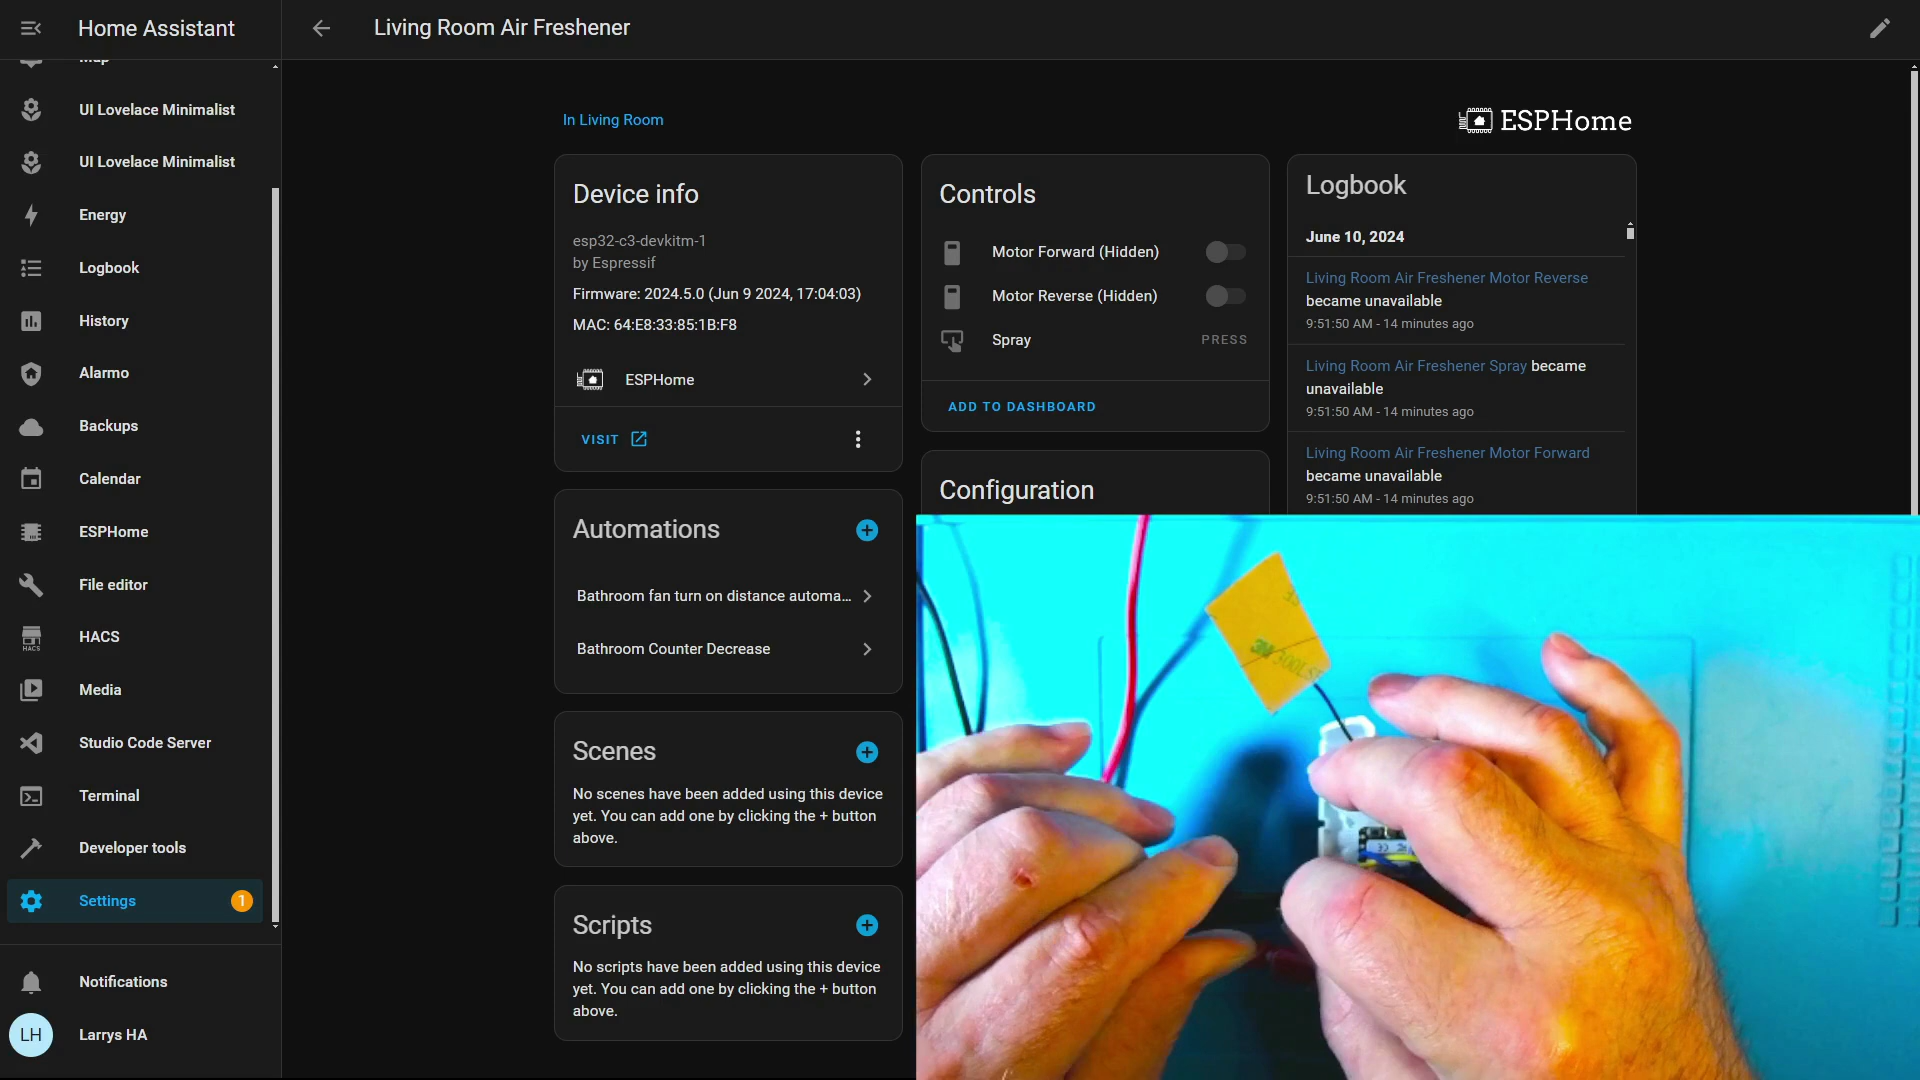 Home Assistant
Living Room Air Freshener
Map
UI Lovelace Minimalist
UI Lovelace Minimalist
Energy
Logbook
History
Alarmo
Backups
Calendar
ESPHome
File editor
HACS
HACS
Media
Studio Code Server
Terminal
Developer tools
Settings
1
Notifications
LH
Larrys HA
In Living Room
ESPHome
Device info
esp32-c3-devkitm-1
by Espressif
Firmware: 2024.5.0 (Jun 9 2024, 17:04:03)
MAC: 64:E8:33:85:1B:F8
ESPHome
VISIT
Automations
Bathroom fan turn on distance automa...
Bathroom Counter Decrease
Scenes
No scenes have been added using this device
yet. You can add one by clicking the + button
above.
Scripts
No scripts have been added using this device
yet. You can add one by clicking the + button
above.
Controls
Motor Forward (Hidden)
Motor Reverse (Hidden)
Spray
PRESS
ADD TO DASHBOARD
Configuration
Logbook
June 10, 2024
Living Room Air Freshener Motor Reverse
became unavailable
9:51:50 AM - 14 minutes ago
Living Room Air Freshener Spray became
unavailable
9:51:50 AM - 14 minutes ago
Living Room Air Freshener Motor Forward
became unavailable
9:51:50 AM - 14 minutes ago
3M
CE